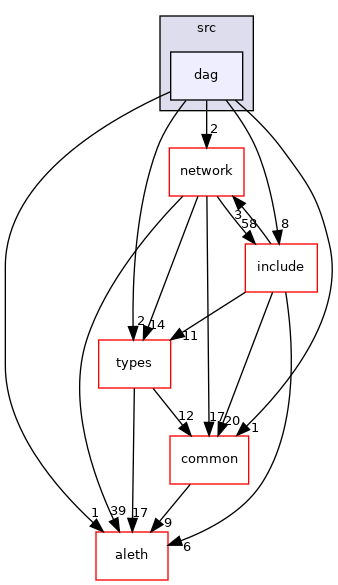 src
dag
2
network
3
58
8
include
2
14
11
types
12
17
20
1
common
1
39
17
9
6
aleth